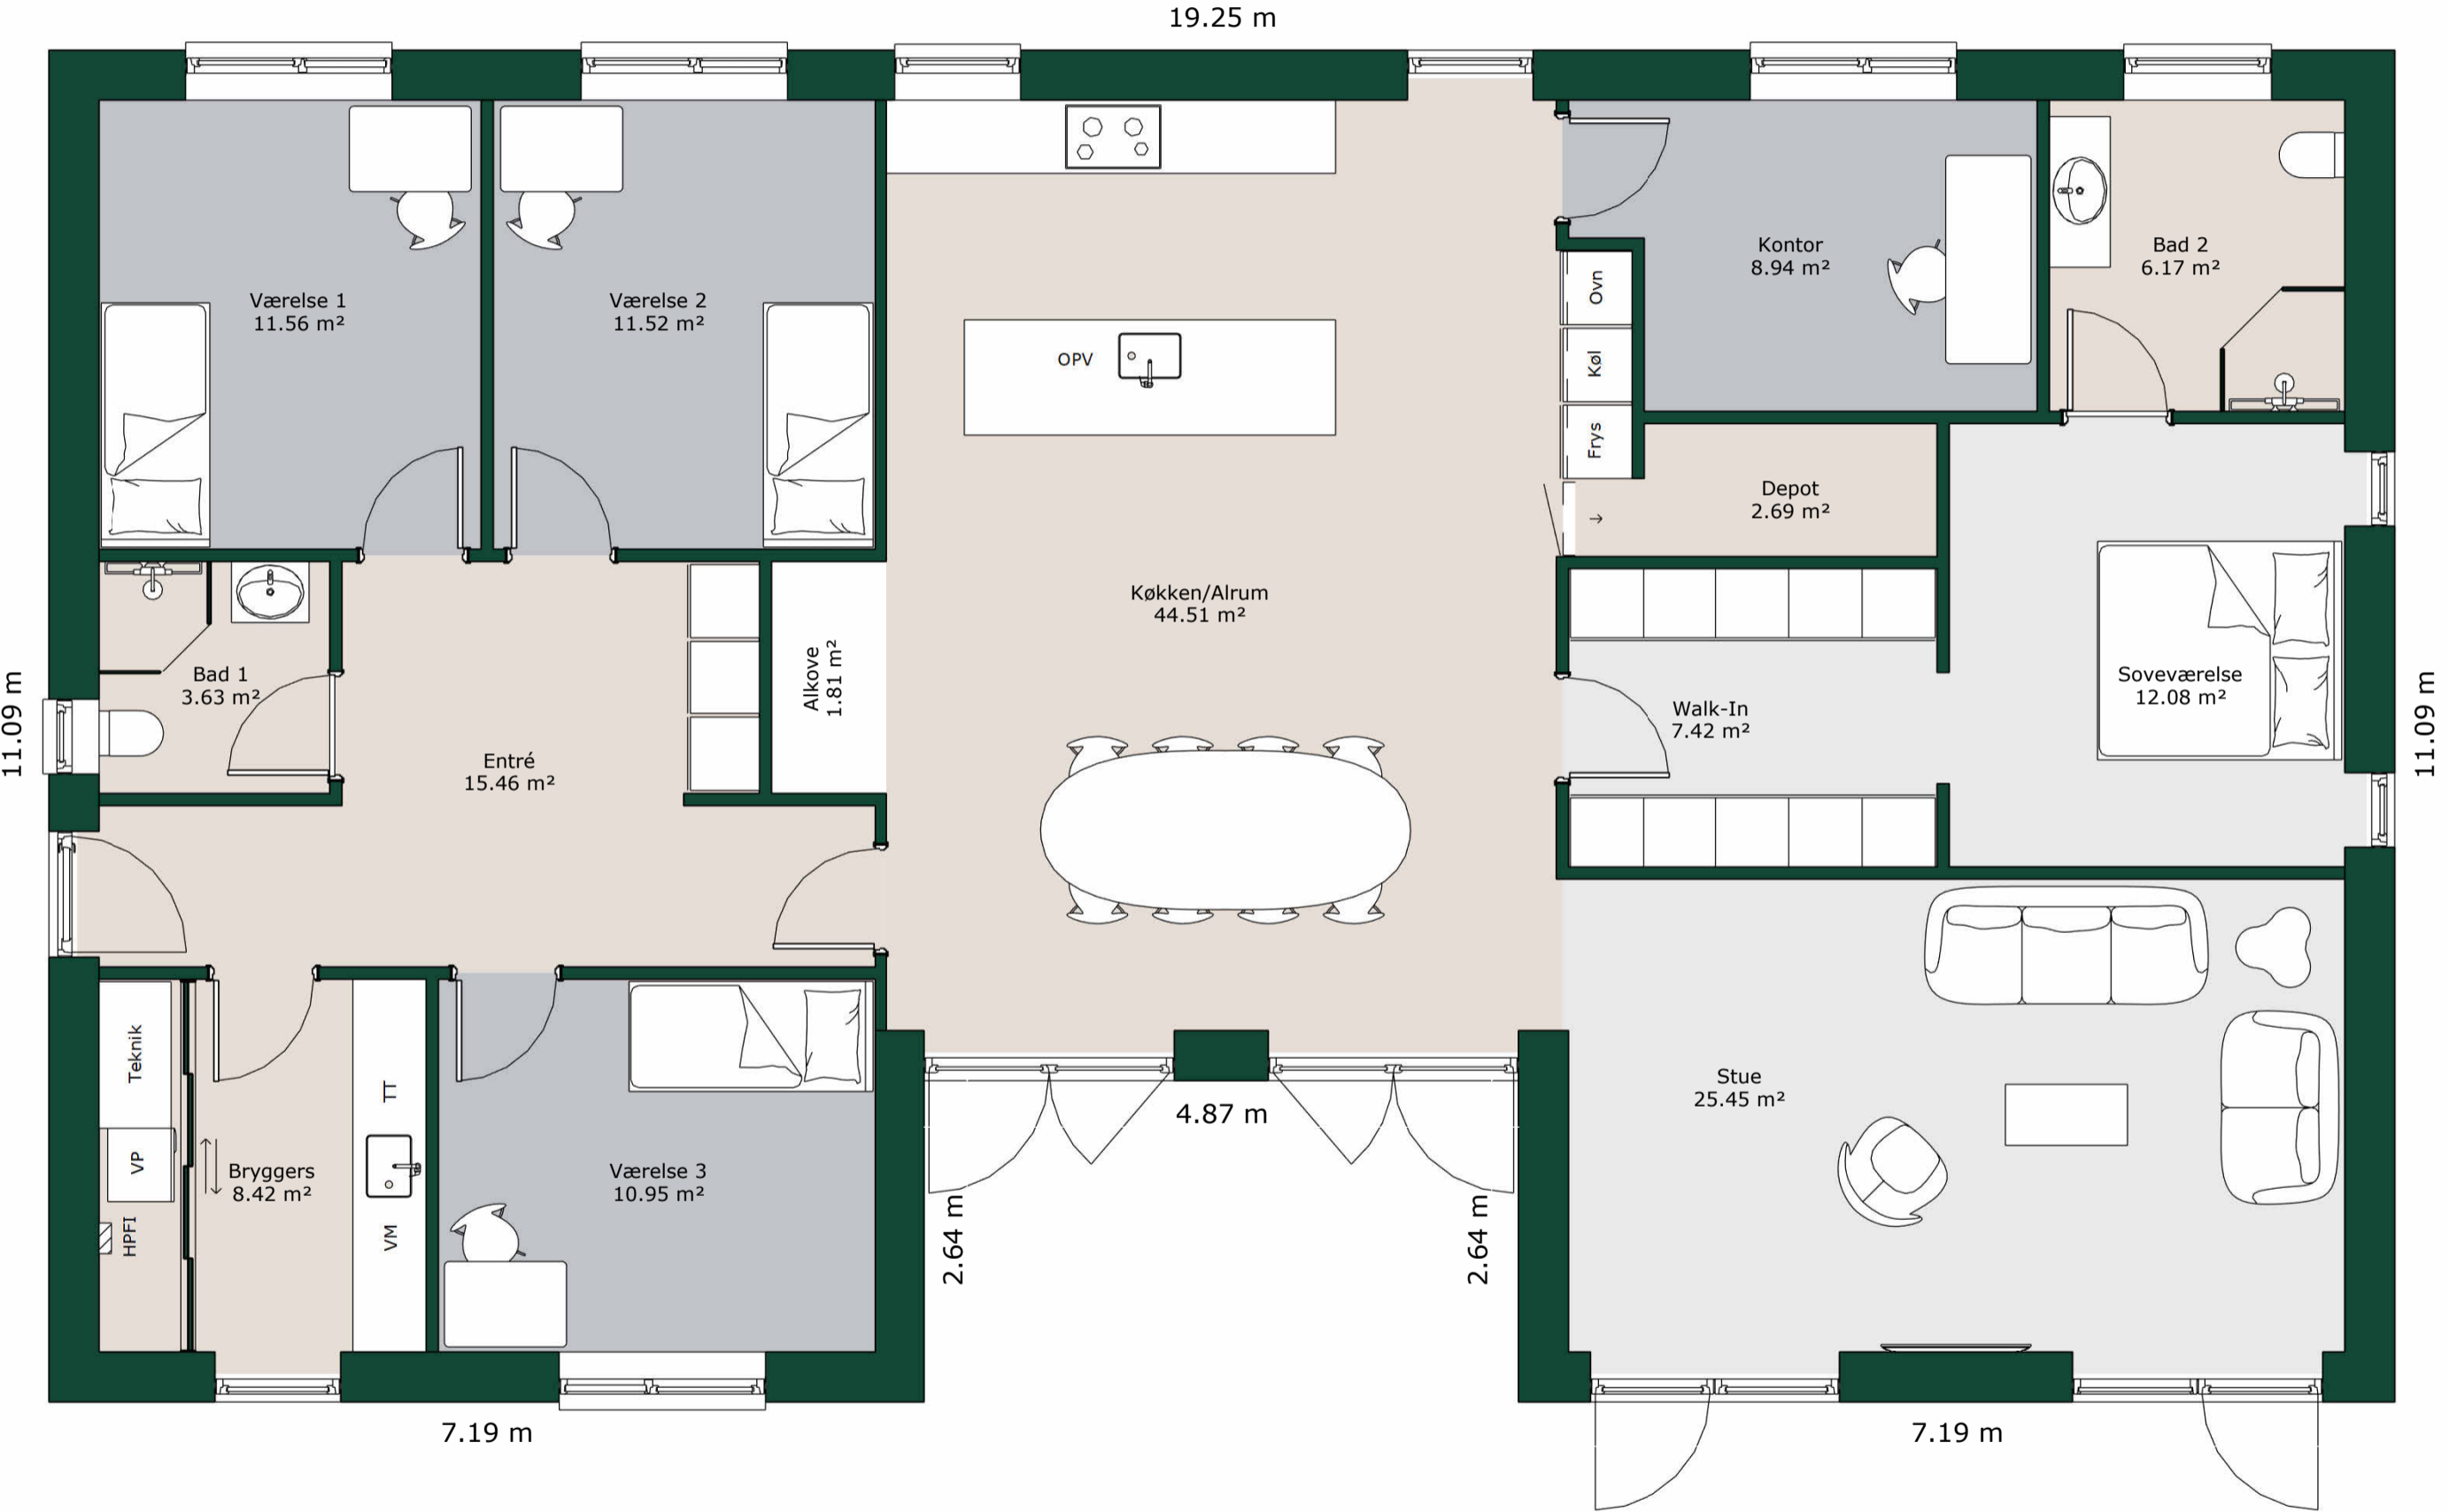 19.25 m
Værelse 1
11.56 m²
Værelse 2
11.52 m²
Kontor
8.94 m²
Bad 2
6.17 m²
Ovn
Køl
Frys
OPV
Depot
2.69 m²
Køkken/Alrum
44.51 m²
Alkove
1.81 m²
Bad 1
3.63 m²
Entré
15.46 m²
Walk-In
7.42 m²
Soveværelse
12.08 m²
11.09 m
11.09 m
Teknik
VP
HPFI
Bryggers
8.42 m²
TT
VM
Værelse 3
10.95 m²
4.87 m
2.64 m
2.64 m
Stue
25.45 m²
7.19 m
7.19 m